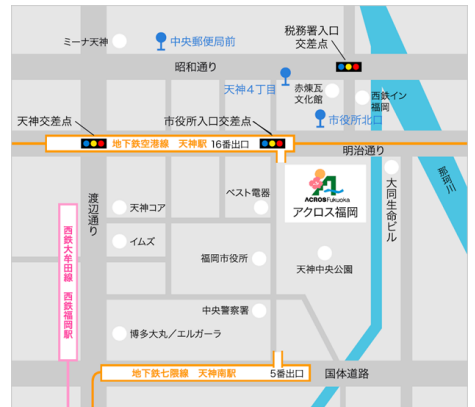 税務署入口
交差点
ミーナ天神
中央郵便局前
昭和通り
天神4丁目
赤煉瓦
文化館
西鉄イン
福岡
天神交差点
市役所入口交差点
市役所北口
地下鉄空港線 天神駅 16番出口
明治通り
那珂川
渡辺通り
ベスト電器
天神コア
ACROS Fukuoka
アクロス福岡
大同生命ビル
イムズ
福岡市役所
天神中央公園
西鉄大牟田線 西鉄福岡駅
中央警察署
博多大丸/エルガーラ
地下鉄七隈線 天神南駅 5番出口
国体道路